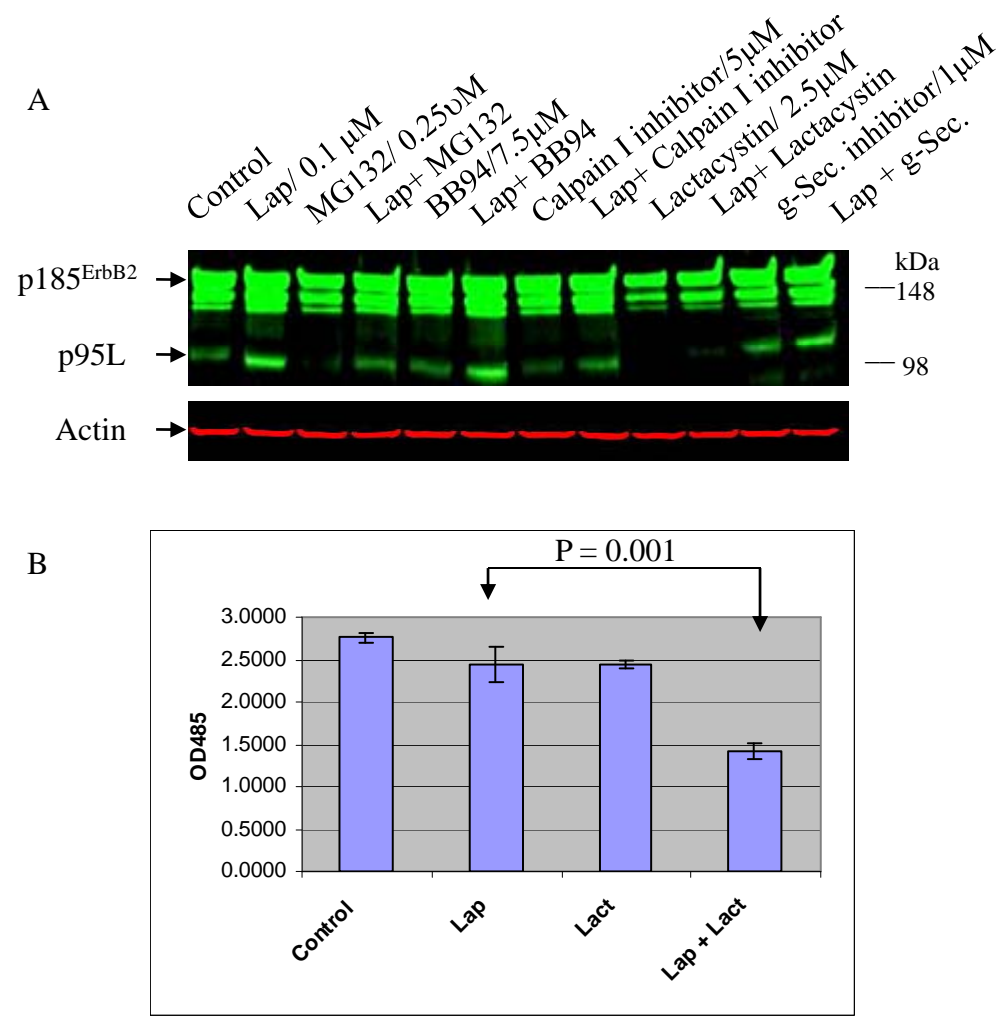 A
Control
Lap/ 0.1 μM
MG132/ 0.25υM
Lap+ MG132
BB94/7.5μM
Lap+ BB94
Calpain I inhibitor/5μM
Lap+ Calpain I inhibitor
Lactacystin/ 2.5μM
Lap+ Lactacystin
g-Sec. inhibitor/1μM
Lap + g-Sec.
p185ErbB2
p95L
Actin
kDa
148
98
B
P = 0.001
3.0000
2.5000
2.0000
1.5000
1.0000
0.5000
0.0000
OD485
Control
Lap
Lact
Lap + Lact